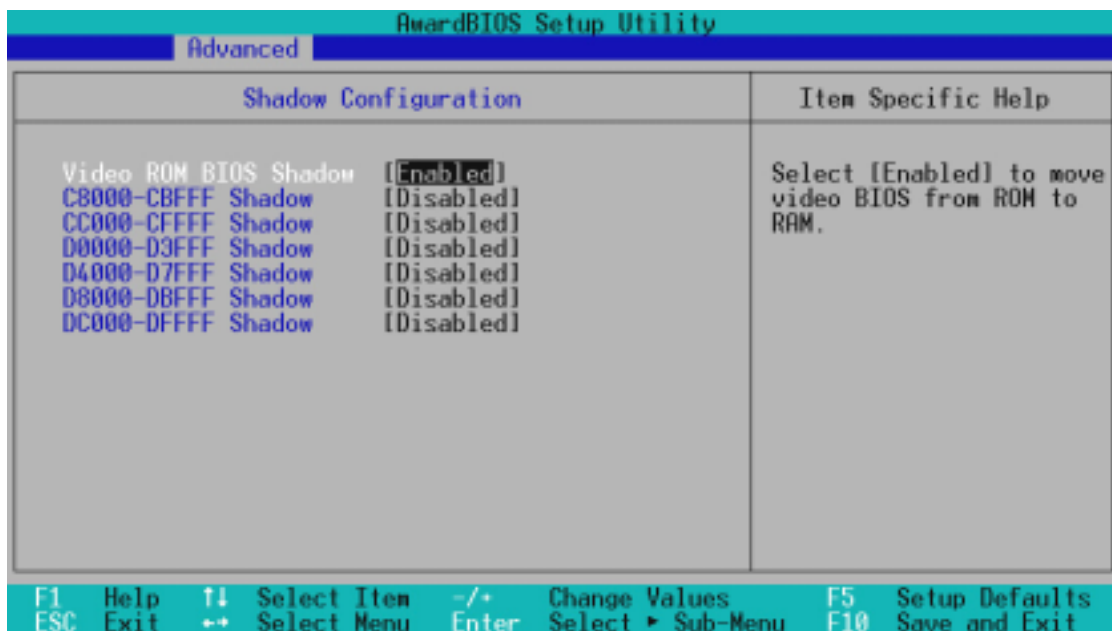 AwardBIOS Setup Utility
Advanced
Shadow Configuration
Item Specific Help
Video ROM BIOS Shadow [Enabled]
C8000-CBFFF Shadow [Disabled]
CC000-CFFFF Shadow [Disabled]
D0000-D3FFF Shadow [Disabled]
D4000-D7FFF Shadow [Disabled]
D8000-DBFFF Shadow [Disabled]
DC000-DFFFF Shadow [Disabled]
Select [Enabled] to move
video BIOS from ROM to
RAM.
F1 Help ↑↓ Select Item -/+ Change Values F5 Setup Defaults
ESC Exit ←→ Select Menu Enter Select ► Sub-Menu F10 Save and Exit